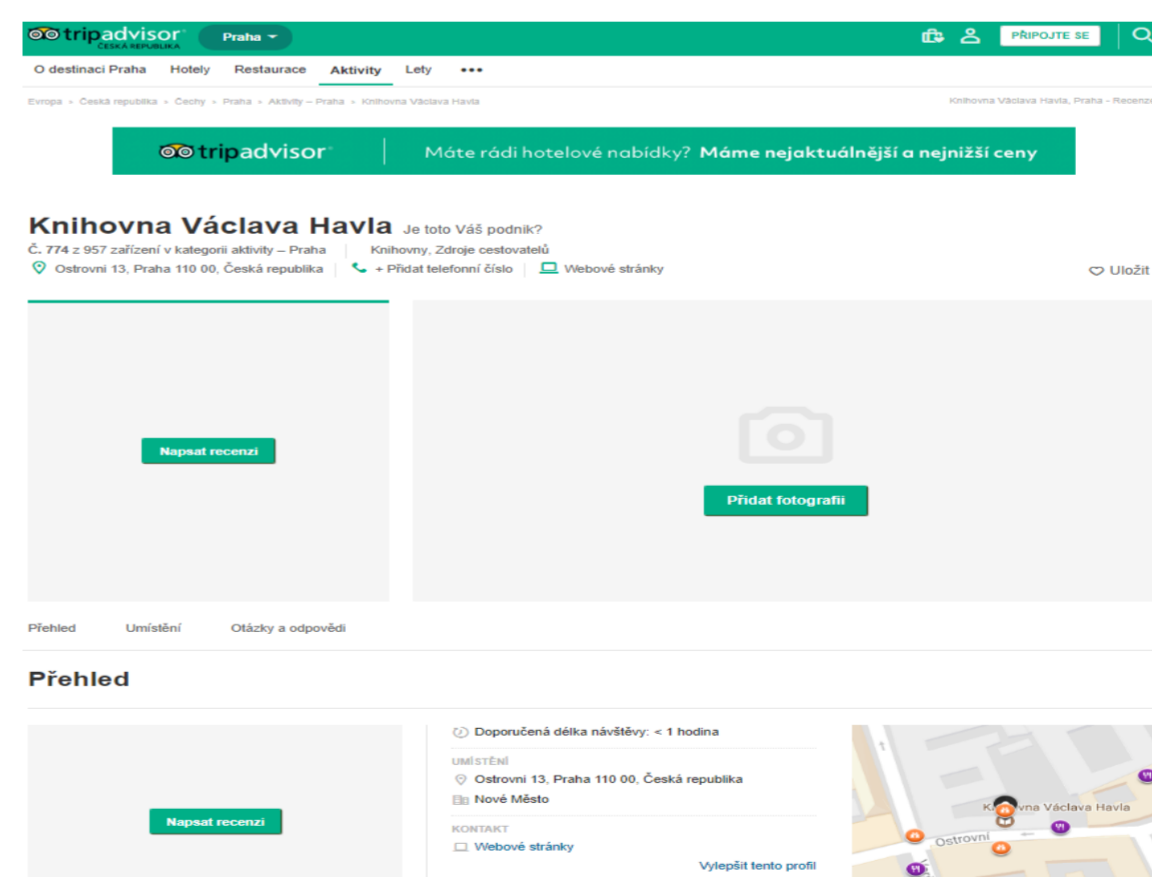 tripadvisor
ČESKÁ REPUBLIKA
Praha
PŘIPOJTE SE
O destinaci Praha Hotely Restaurace Aktivity Lety •••
Evropa Česká republika Čechy Praha Aktivity – Praha Knihovna Václava Havla
Knihovna Václava Havla, Praha - Recenze
tripadvisor Máte rádi hotelové nabídky? Máme nejaktuálnější a nejnižší ceny
Knihovna Václava Havla Je toto Váš podnik?
Č. 774 z 957 zařízení v kategorii aktivity – Praha Knihovny, Zdroje cestovatelů
Ostrovni 13, Praha 110 00, Česká republika + Přidat telefonní číslo Webové stránky
Uložit
Napsat recenzi
Přidat fotografii
Přehled Umístění Otázky a odpovědi
Přehled
Napsat recenzi
Doporučená délka návštěvy: < 1 hodina
UMÍSTĚNÍ
Ostrovni 13, Praha 110 00, Česká republika
Nové Město
KONTAKT
Webové stránky
Vylepšit tento profil
Václava Havla
Ostrovní